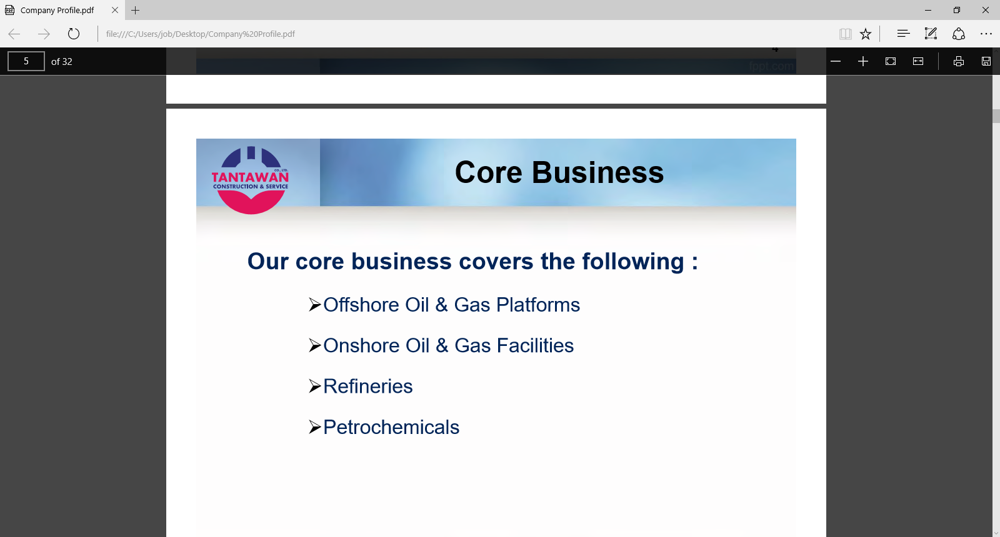 Company Profile.pdf
file:///C:/Users/job/Desktop/Company%20Profile.pdf
5 of 32
4
fppt.com
CO., LTD.
TANTAWAN
CONSTRUCTION & SERVICE
Core Business
Our core business covers the following :
➢Offshore Oil & Gas Platforms
➢Onshore Oil & Gas Facilities
➢Refineries
➢Petrochemicals